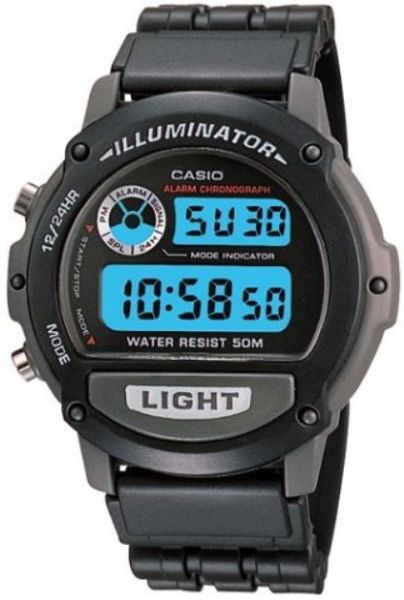 ILLUMINATOR
CASIO
ALARM CHRONOGRAPH
PM ALARM SIGNAL
SPL 24H
SU 30
MODE INDICATOR
12/24HR
START/STOP
MODE
10:58 50
WATER RESIST 50M
LIGHT